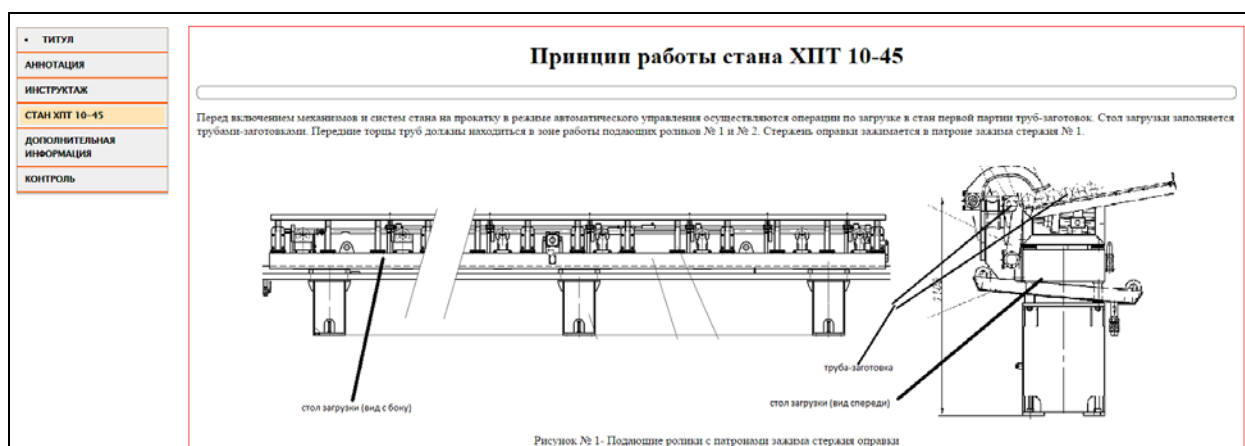 • ТИТУЛ
АННОТАЦИЯ
ИНСТРУКТАЖ
СТАН ХПТ 10-45
ДОПОЛНИТЕЛЬНАЯ
ИНФОРМАЦИЯ
КОНТРОЛЬ
Принцип работы стана ХПТ 10-45
Перед включением механизмов и систем стана на прокатку в режиме автоматического управления осуществляются операции по загрузке в стан первой партии труб-заготовок. Стол загрузки заполняется
трубами-заготовками. Передние торцы труб должны находиться в зоне работы подающих роликов № 1 и № 2. Стержень оправки зажимается в патроне зажима стержня № 1.
труба-заготовка
стол загрузки (вид с боку)
стол загрузки (вид спереди)
Рисунок № 1- Подающие ролики с патронами зажима стержня оправки